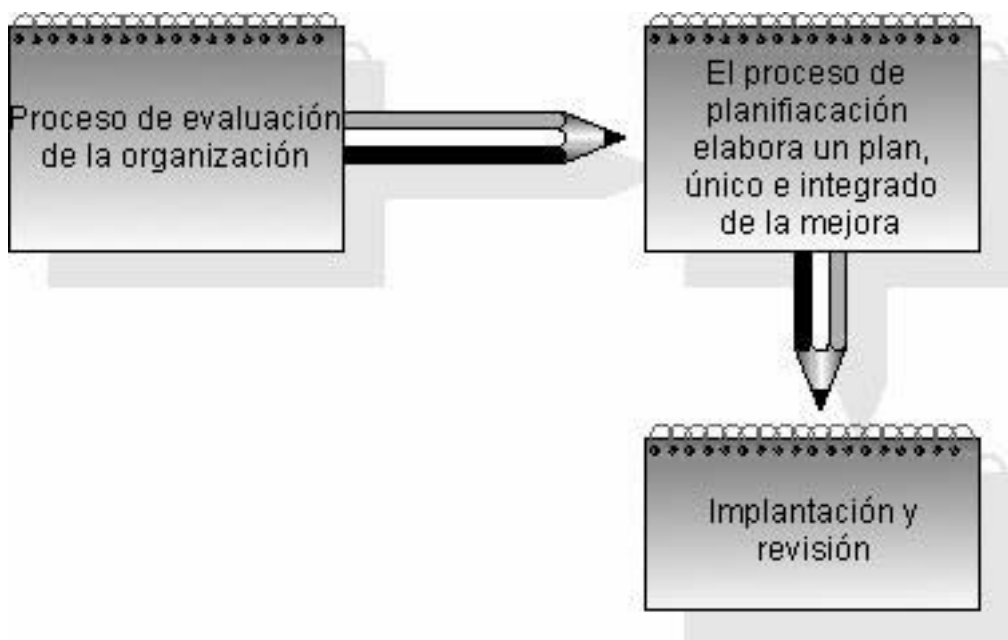 Proceso de evaluación
de la organización
El proceso de
planifiacación
elabora un plan,
único e integrado
de la mejora
Implantación y
revisión